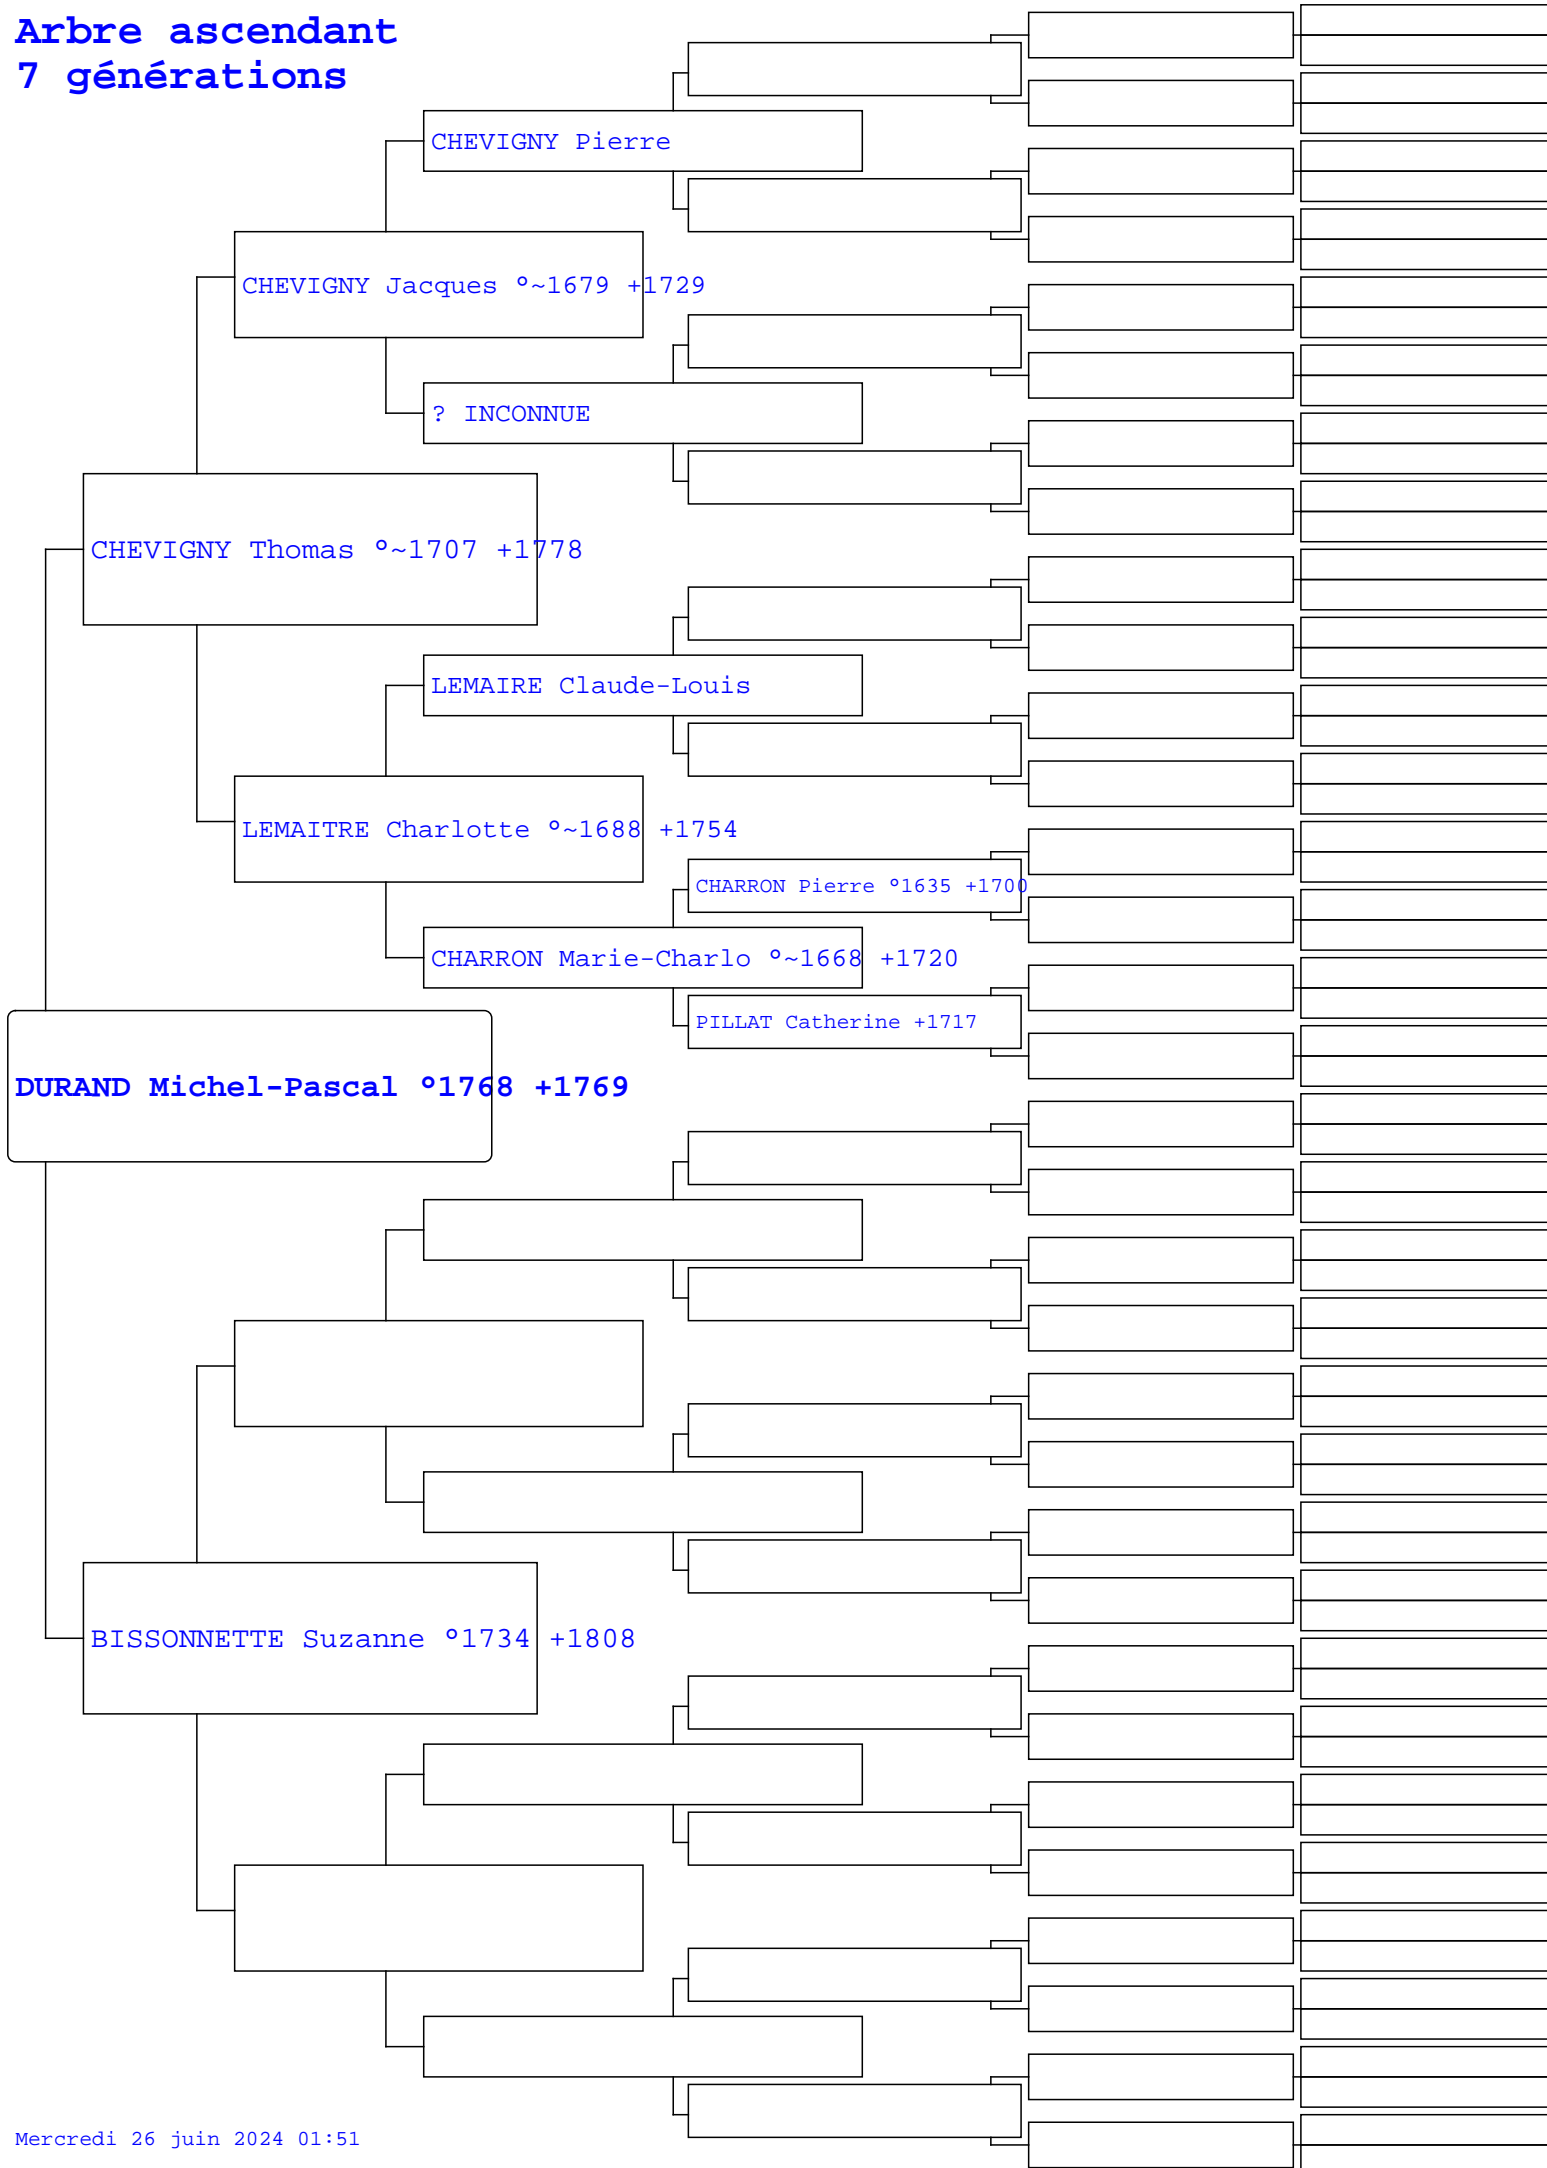 Arbre ascendant
7 générations
CHEVIGNY Pierre
CHEVIGNY Jacques °~1679 +1729
? INCONNUE
CHEVIGNY Thomas °~1707 +1778
LEMAIRE Claude-Louis
LEMAITRE Charlotte °~1688 +1754
CHARRON Pierre °1635 +1700
CHARRON Marie-Charlo °~1668 +1720
PILLAT Catherine +1717
DURAND Michel-Pascal °1768 +1769
BISSONNETTE Suzanne °1734 +1808
Mercredi 26 juin 2024 01:51